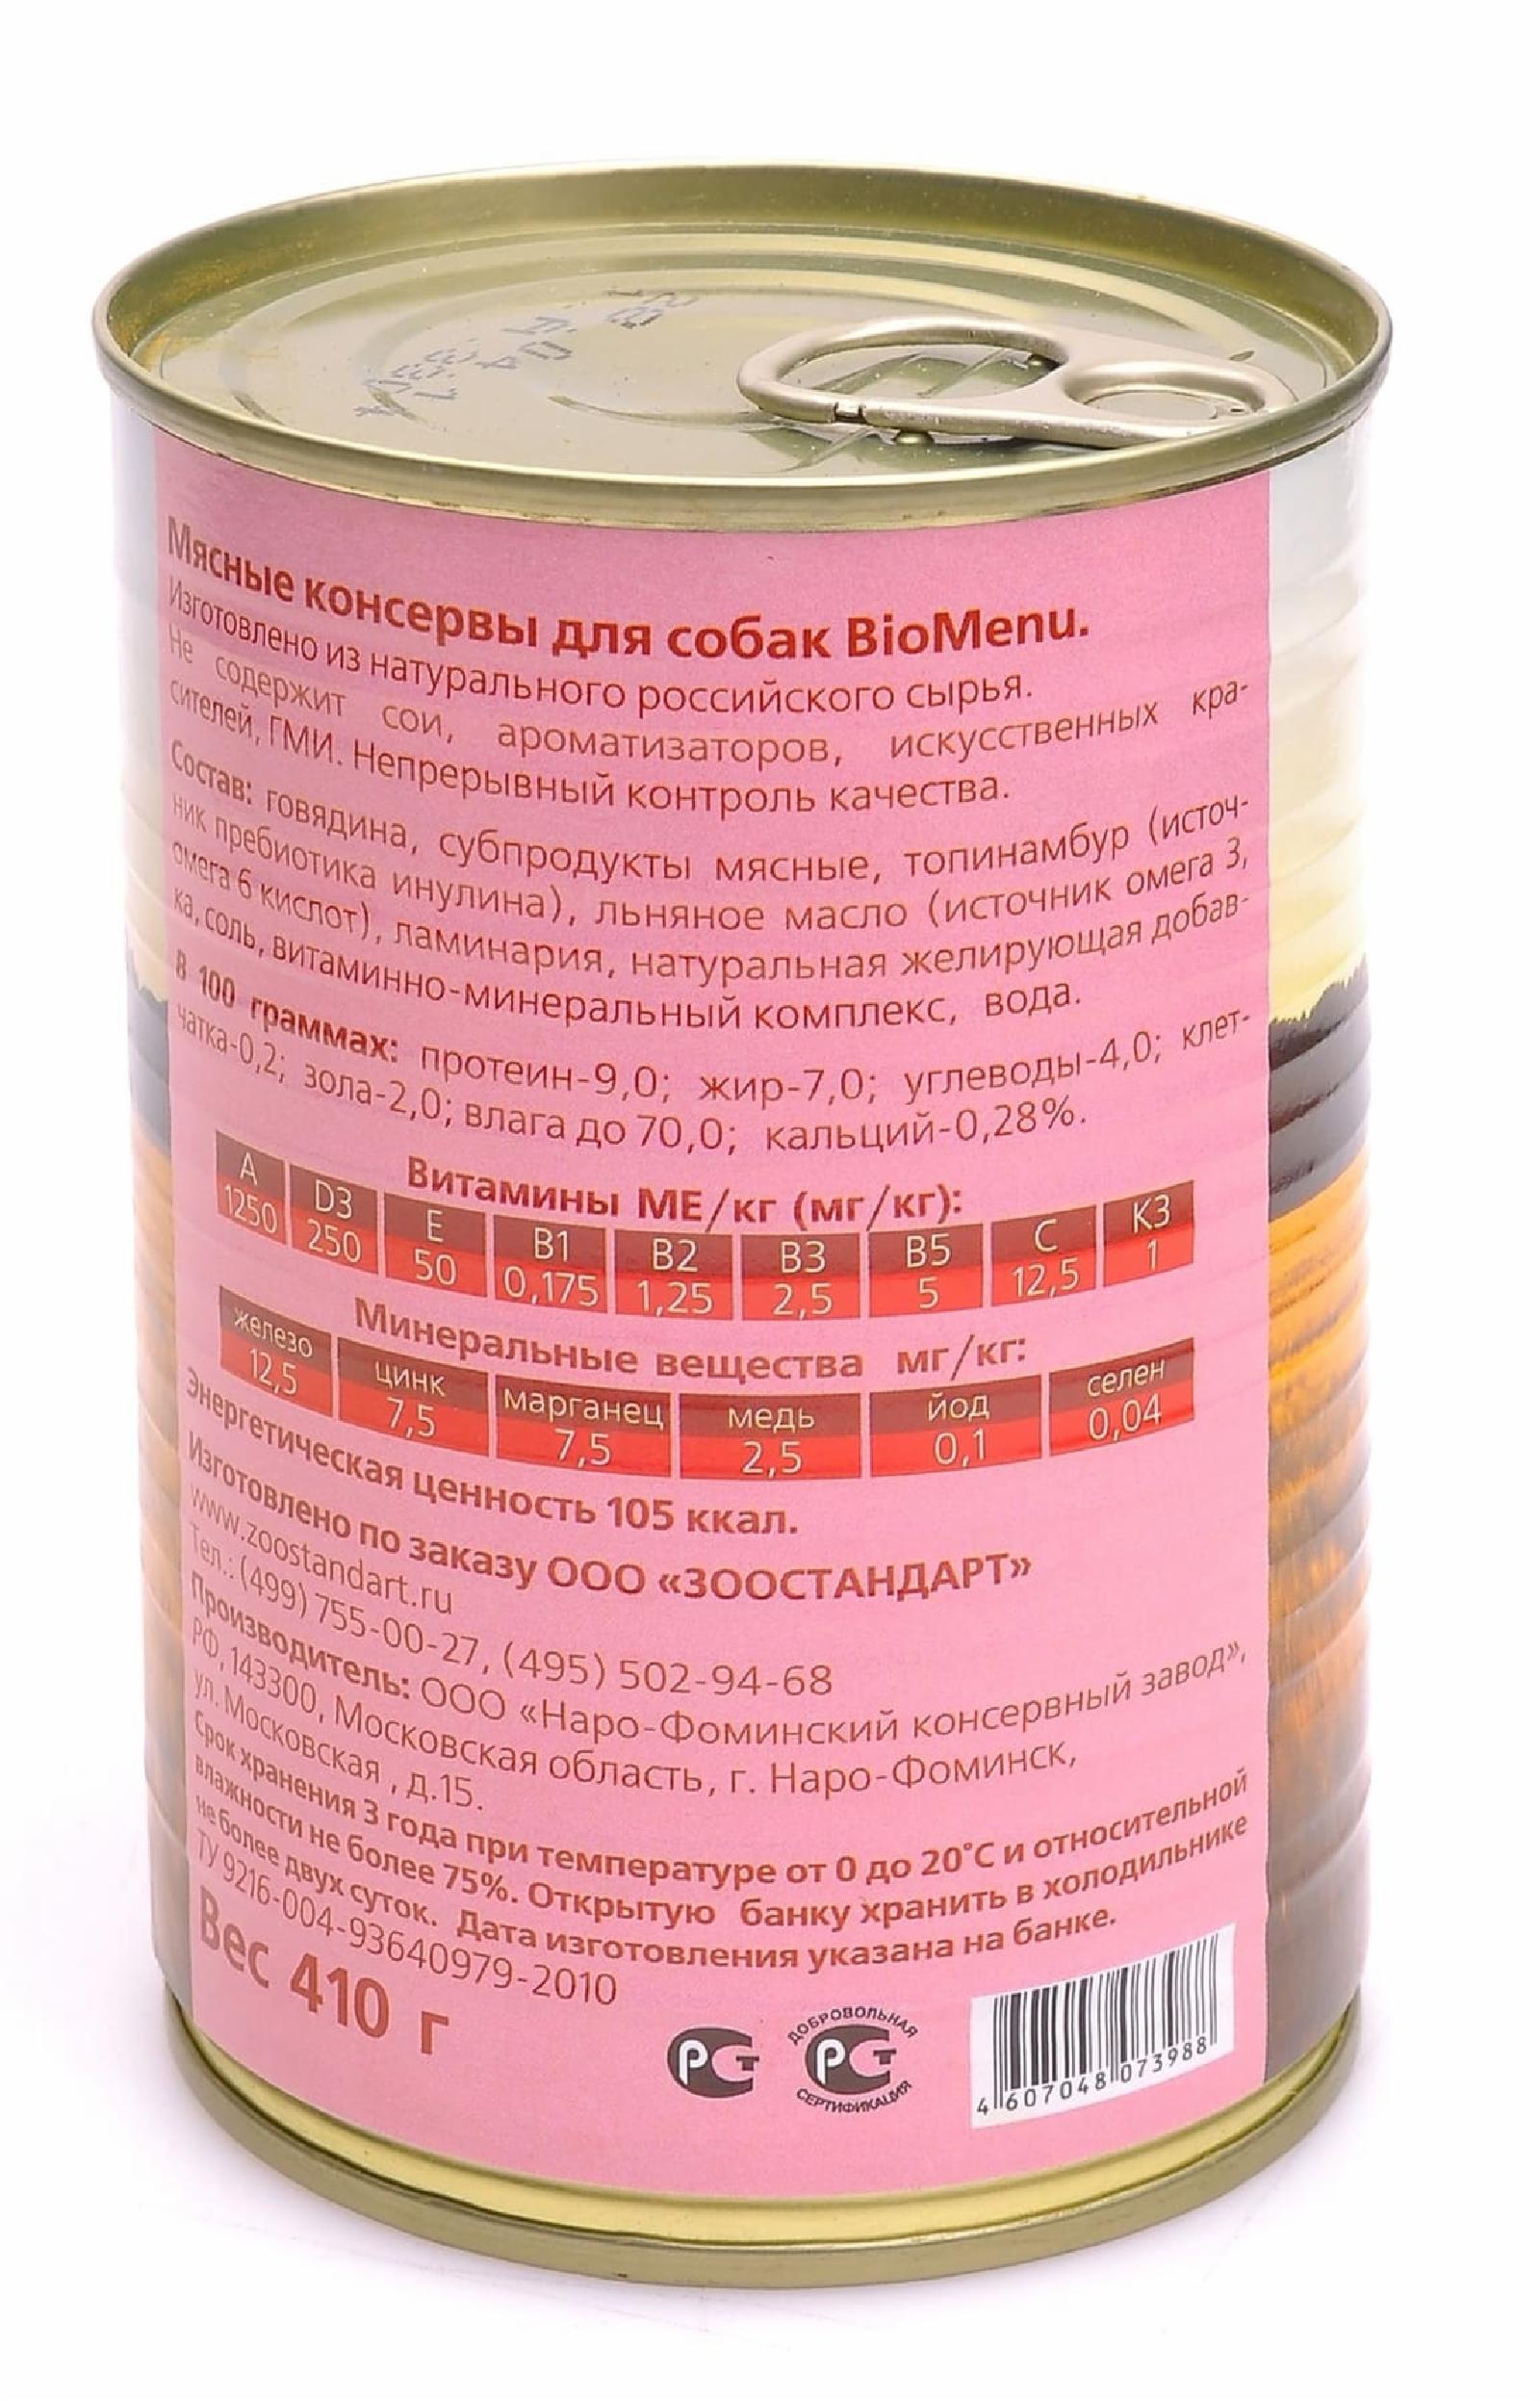 Мясные консервы для собак BioMenu.
Изготовлено из натурального российского сырья.
Не содержит сои, ароматизаторов, искусственных кра-
сителей, ГМИ. Непрерывный контроль качества.
Состав: говядина, субпродукты мясные, топинамбур (источ-
ник пребиотика инулина), льняное масло (источник омега 3,
омега 6 кислот), ламинария, натуральная желирующая добав-
ка, соль, витаминно-минеральный комплекс, вода.
В 100 граммах: протеин-9,0; жир-7,0; углеводы-4,0; клет-
чатка-0,2; зола-2,0; влага до 70,0; кальций-0,28%.
Витамины МЕ/кг (мг/кг):
A D3 E B1 B2 B3 B5 C K3
1250 250 50 0,175 1,25 2,5 5 12,5 1
Минеральные вещества мг/кг:
железо цинк марганец медь йод селен
12,5 7,5 7,5 2,5 0,1 0,04
Энергетическая ценность 105 ккал.
Изготовлено по заказу ООО «ЗООСТАНДАРТ»
www.zoostandart.ru
Тел.: (499) 755-00-27, (495) 502-94-68
Производитель: ООО «Наро-Фоминский консервный завод»,
РФ, 143300, Московская область, г. Наро-Фоминск,
ул. Московская , д.15.
Срок хранения 3 года при температуре от 0 до 20°С и относительной
влажности не более 75%. Открытую банку хранить в холодильнике
не более двух суток. Дата изготовления указана на банке.
ТУ 9216-004-93640979-2010
Вес 410 г
РСТ
ДОБРОВОЛЬНАЯ
РСТ
СЕРТИФИКАЦИЯ
4 607048 073988